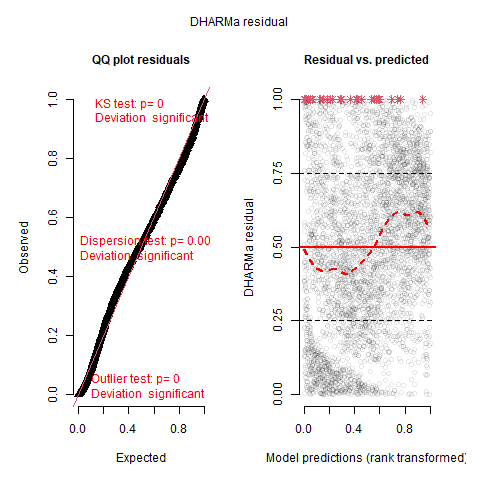 DHARMa residual
QQ plot residuals
KS test: p= 0
Deviation significant
Dispersion test: p= 0.00
Deviation significant
Outlier test: p= 0
Deviation significant
Observed
0.0
0.2
0.4
0.6
0.8
1.0
0.0
0.4
0.8
Expected
Residual vs. predicted
DHARMa residual
0.00
0.25
0.50
0.75
1.00
0.0
0.4
0.8
Model predictions (rank transformed)